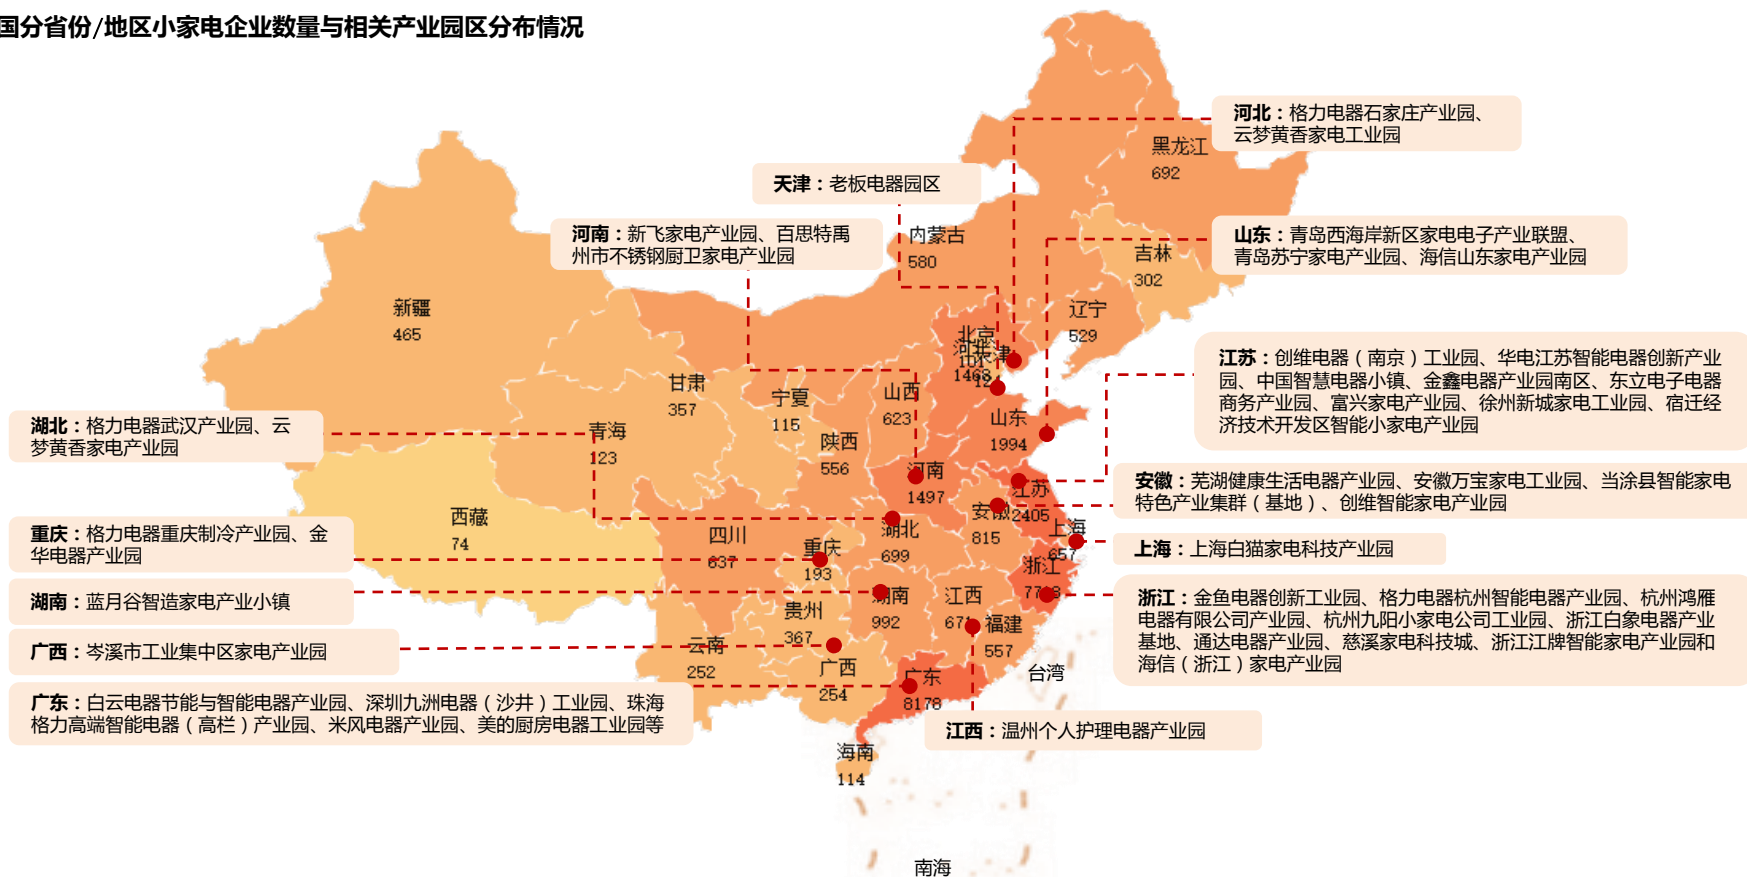 国分省份/地区小家电企业数量与相关产业园区分布情况
河北：格力电器石家庄产业园、
云梦黄香家电工业园
黑龙江
692
天津：老板电器园区
河南：新飞家电产业园、百思特禹
州市不锈钢厨卫家电产业园
内蒙古
580
山东：青岛西海岸新区家电电子产业联盟、
青岛苏宁家电产业园、海信山东家电产业园
吉林
302
新疆
465
辽宁
529
北京
河北
天津
1468
江苏：创维电器（南京）工业园、华电江苏智能电器创新产业
园、中国智慧电器小镇、金鑫电器产业园南区、东立电子电器
商务产业园、富兴家电产业园、徐州新城家电工业园、宿迁经
济技术开发区智能小家电产业园
甘肃
357
宁夏
115
山西
623
山东
1994
湖北：格力电器武汉产业园、云
梦黄香家电产业园
青海
123
陕西
556
河南
1497
江苏
2405
安徽
815
安徽：芜湖健康生活电器产业园、安徽万宝家电工业园、当涂县智能家电
特色产业集群（基地）、创维智能家电产业园
西藏
74
重庆：格力电器重庆制冷产业园、金
华电器产业园
四川
637
重庆
193
湖北
699
上海
657
上海：上海白猫家电科技产业园
浙江
湖南：蓝月谷智造家电产业小镇
贵州
367
湖南
992
江西
福建
557
浙江：金鱼电器创新工业园、格力电器杭州智能电器产业园、杭州鸿雁
电器有限公司产业园、杭州九阳小家电公司工业园、浙江白象电器产业
基地、通达电器产业园、慈溪家电科技城、浙江江牌智能家电产业园和
海信（浙江）家电产业园
广西：岑溪市工业集中区家电产业园
云南
252
广西
254
广东
8178
台湾
广东：白云电器节能与智能电器产业园、深圳九洲电器（沙井）工业园、珠海
格力高端智能电器（高栏）产业园、米风电器产业园、美的厨房电器工业园等
江西：温州个人护理电器产业园
海南
114
南海